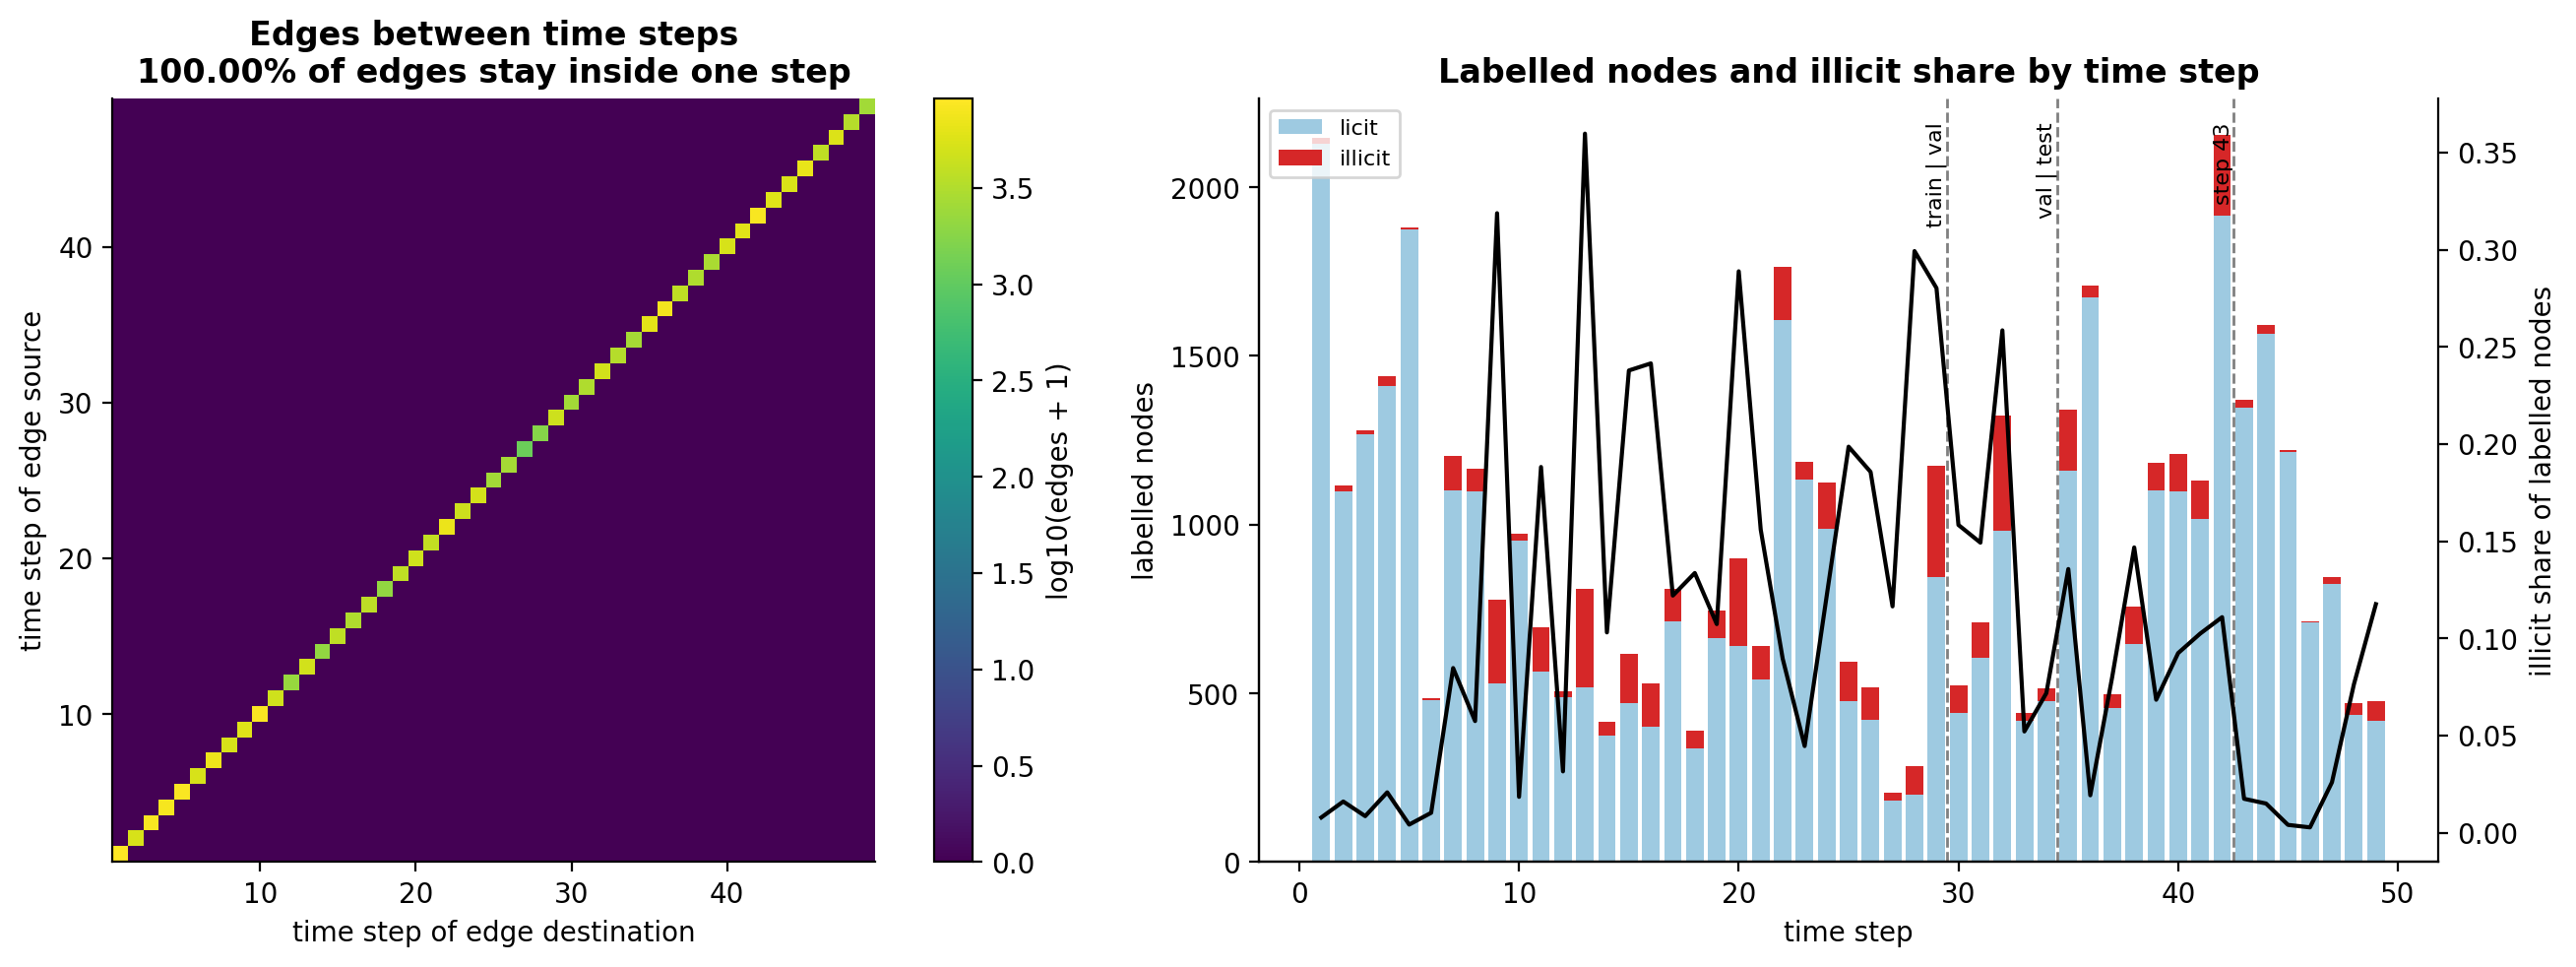 Edges between time steps
100.00% of edges stay inside one step
time step of edge source
40
30
20
10
10
20
30
40
time step of edge destination
3.5
3.0
2.5
2.0
1.5
1.0
0.5
0.0
log10(edges + 1)
Labelled nodes and illicit share by time step
licit
illicit
train | val
val | test
step 43
labelled nodes
2000
1500
1000
500
0
0
10
20
30
40
50
time step
0.35
0.30
0.25
0.20
0.15
0.10
0.05
0.00
illicit share of labelled nodes